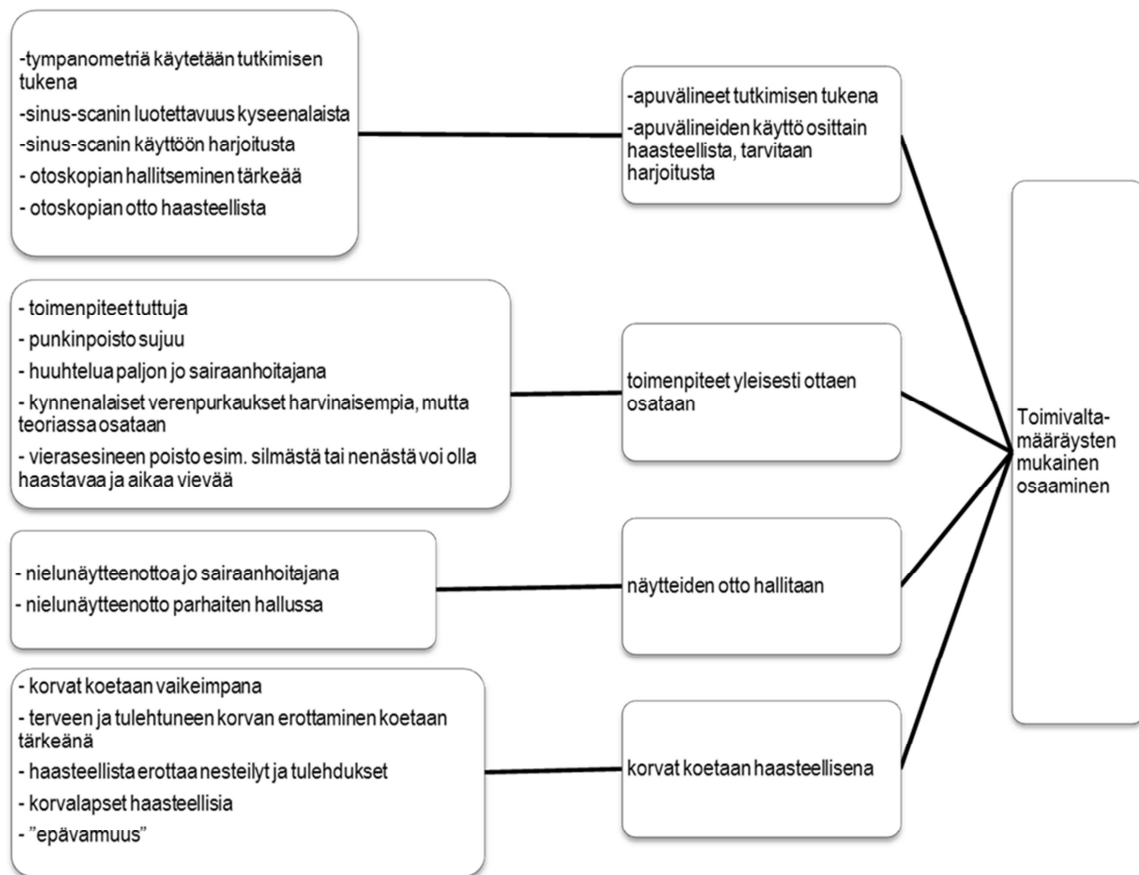 -tympanometriä käytetään tutkimisen
tukena
-sinus-scanin luotettavuus kyseenalaista
-sinus-scanin käyttöön harjoitusta
- otoskopian hallitseminen tärkeää
- otoskopian otto haasteellista
-apuvälineet tutkimisen tukena
-apuvälineiden käyttö osittain
haasteellista, tarvitaan
harjoitusta
- toimenpiteet tuttuja
- punkinpoisto sujuu
- huuhtelua paljon jo sairaanhoitajana
- kynnenalaiset verenpurkaukset harvinaisempia, mutta
teoriassa osataan
- vierasesineen poisto esim. silmästä tai nenästä voi olla
haastavaa ja aikaa vievää
toimenpiteet yleisesti ottaen
osataan
- nielunäytteenottoa jo sairaanhoitajana
- nielunäytteenotto parhaiten hallussa
näytteiden otto hallitaan
- korvat koetaan vaikeimpana
- terveen ja tulehtuneen korvan erottaminen koetaan
tärkeänä
- haasteellista erottaa nesteilyt ja tulehdukset
- korvalapset haasteellisia
- "epävarmuus"
korvat koetaan haasteellisena
Toimivalta-
määräysten
mukainen
osaaminen